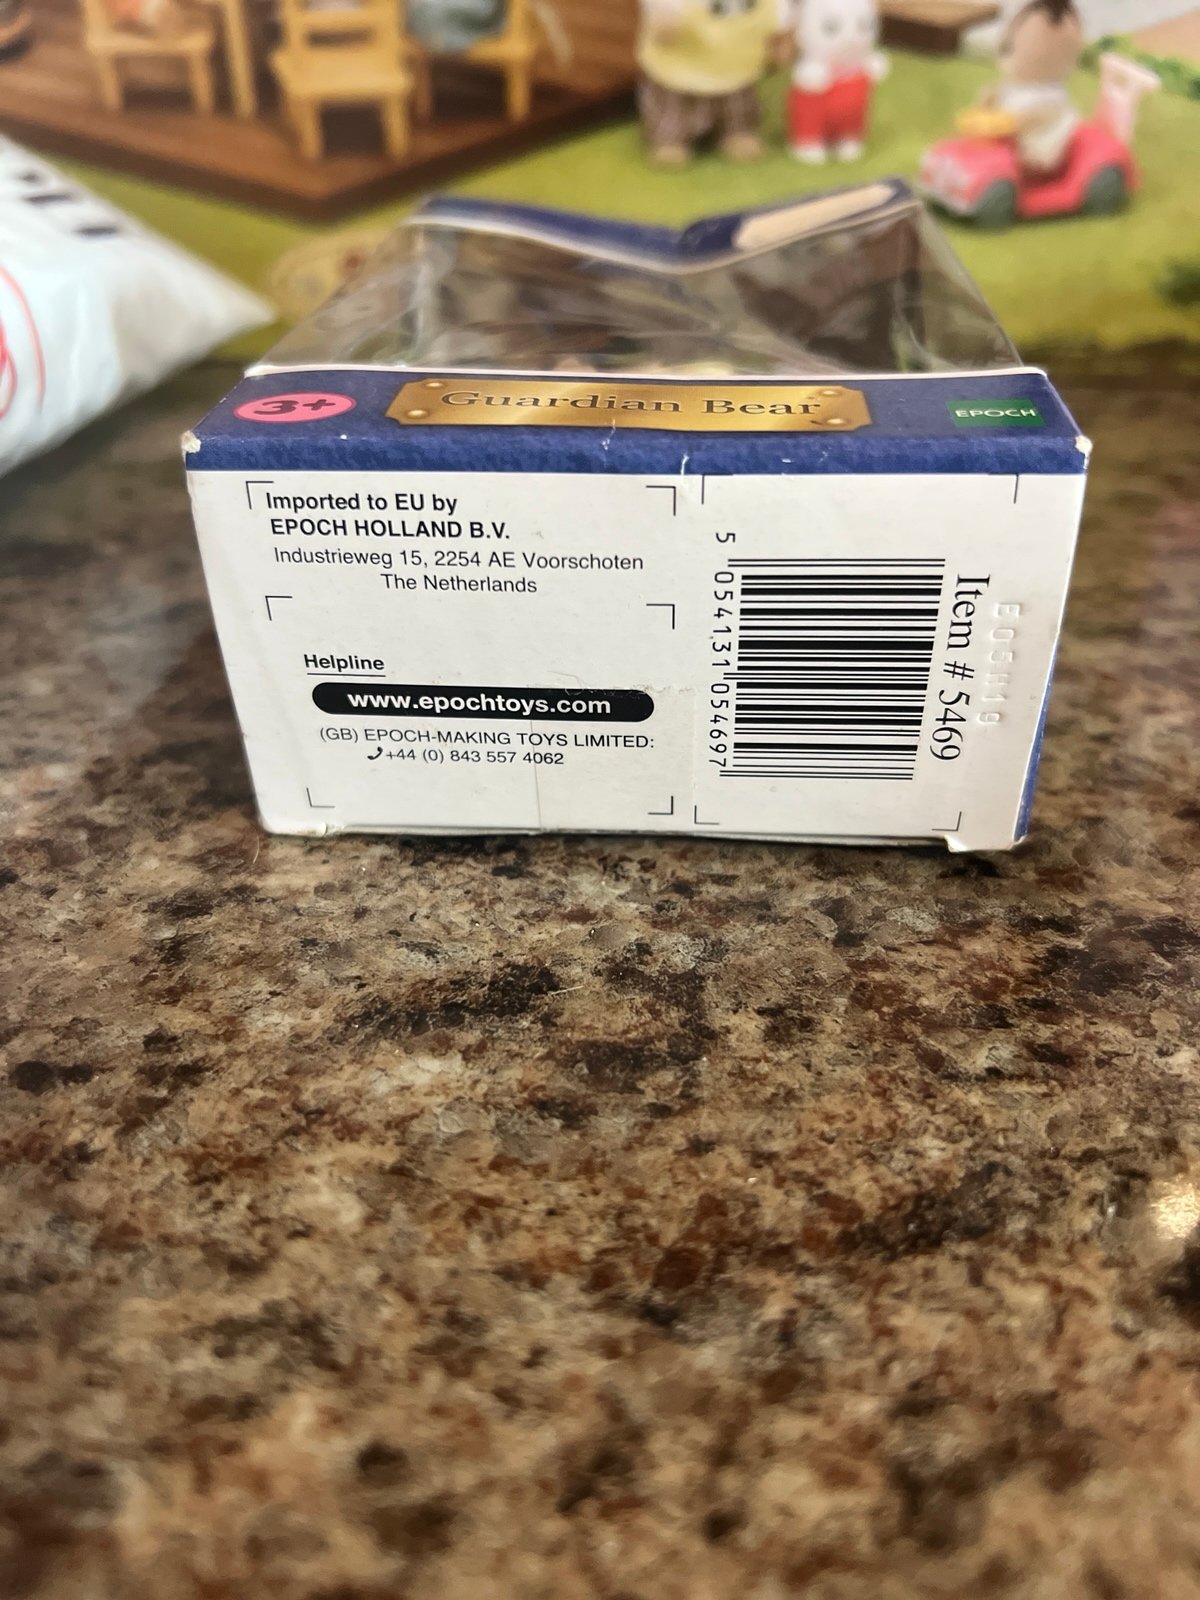 3+
Guardian Bear
EPOCH
Imported to EU by
EPOCH HOLLAND B.V.
Industrieweg 15, 2254 AE Voorschoten
The Netherlands
Helpline
www.epochtoys.com
(GB) EPOCH-MAKING TOYS LIMITED:
+44 (0) 843 557 4062
5 054131 054697
Item # 5469